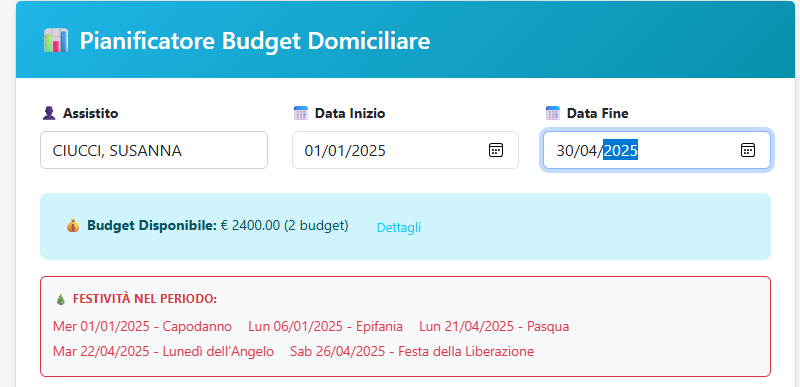 Pianificatore Budget Domiciliare
Assistito
Data Inizio
Data Fine
CIUCCI, SUSANNA
01/01/2025
30/04/2025
Budget Disponibile: € 2400.00 (2 budget) Dettagli
FESTIVITÀ NEL PERIODO:
Mer 01/01/2025 - Capodanno Lun 06/01/2025 - Epifania Lun 21/04/2025 - Pasqua
Mar 22/04/2025 - Lunedì dell'Angelo Sab 26/04/2025 - Festa della Liberazione